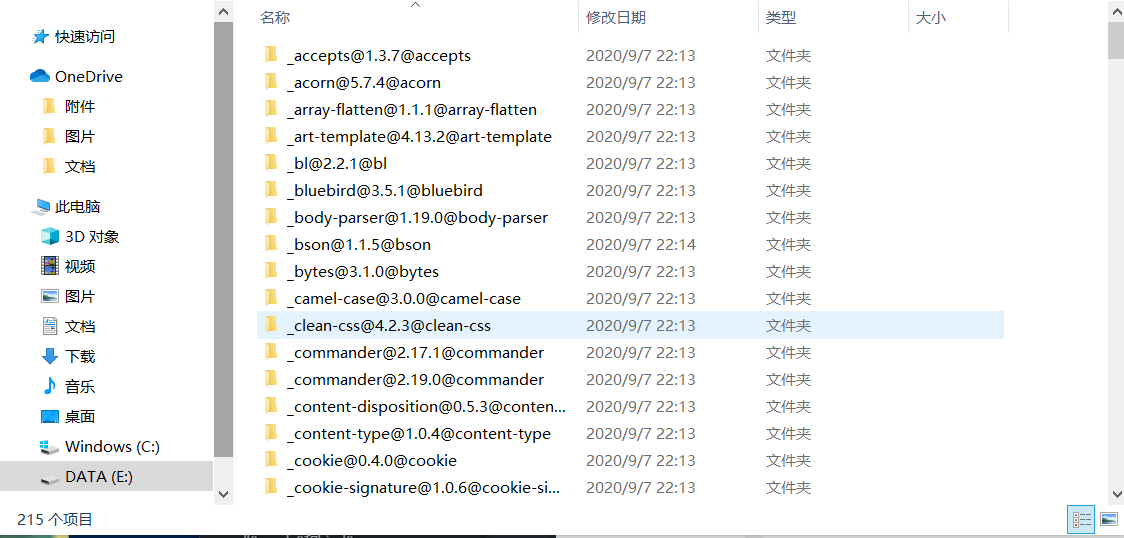 快速访问
OneDrive
附件
图片
文档
此电脑
3D 对象
视频
图片
文档
下载
音乐
桌面
Windows (C:)
DATA (E:)
名称 修改日期 类型 大小
_accepts@1.3.7@accepts 2020/9/7 22:13 文件夹
_acorn@5.7.4@acorn 2020/9/7 22:13 文件夹
_array-flatten@1.1.1@array-flatten 2020/9/7 22:13 文件夹
_art-template@4.13.2@art-template 2020/9/7 22:13 文件夹
_bl@2.2.1@bl 2020/9/7 22:13 文件夹
_bluebird@3.5.1@bluebird 2020/9/7 22:13 文件夹
_body-parser@1.19.0@body-parser 2020/9/7 22:13 文件夹
_bson@1.1.5@bson 2020/9/7 22:14 文件夹
_bytes@3.1.0@bytes 2020/9/7 22:13 文件夹
_camel-case@3.0.0@camel-case 2020/9/7 22:13 文件夹
_clean-css@4.2.3@clean-css 2020/9/7 22:13 文件夹
_commander@2.17.1@commander 2020/9/7 22:13 文件夹
_commander@2.19.0@commander 2020/9/7 22:13 文件夹
_content-disposition@0.5.3@conten... 2020/9/7 22:13 文件夹
_content-type@1.0.4@content-type 2020/9/7 22:13 文件夹
_cookie@0.4.0@cookie 2020/9/7 22:13 文件夹
_cookie-signature@1.0.6@cookie-si... 2020/9/7 22:13 文件夹
215 个项目